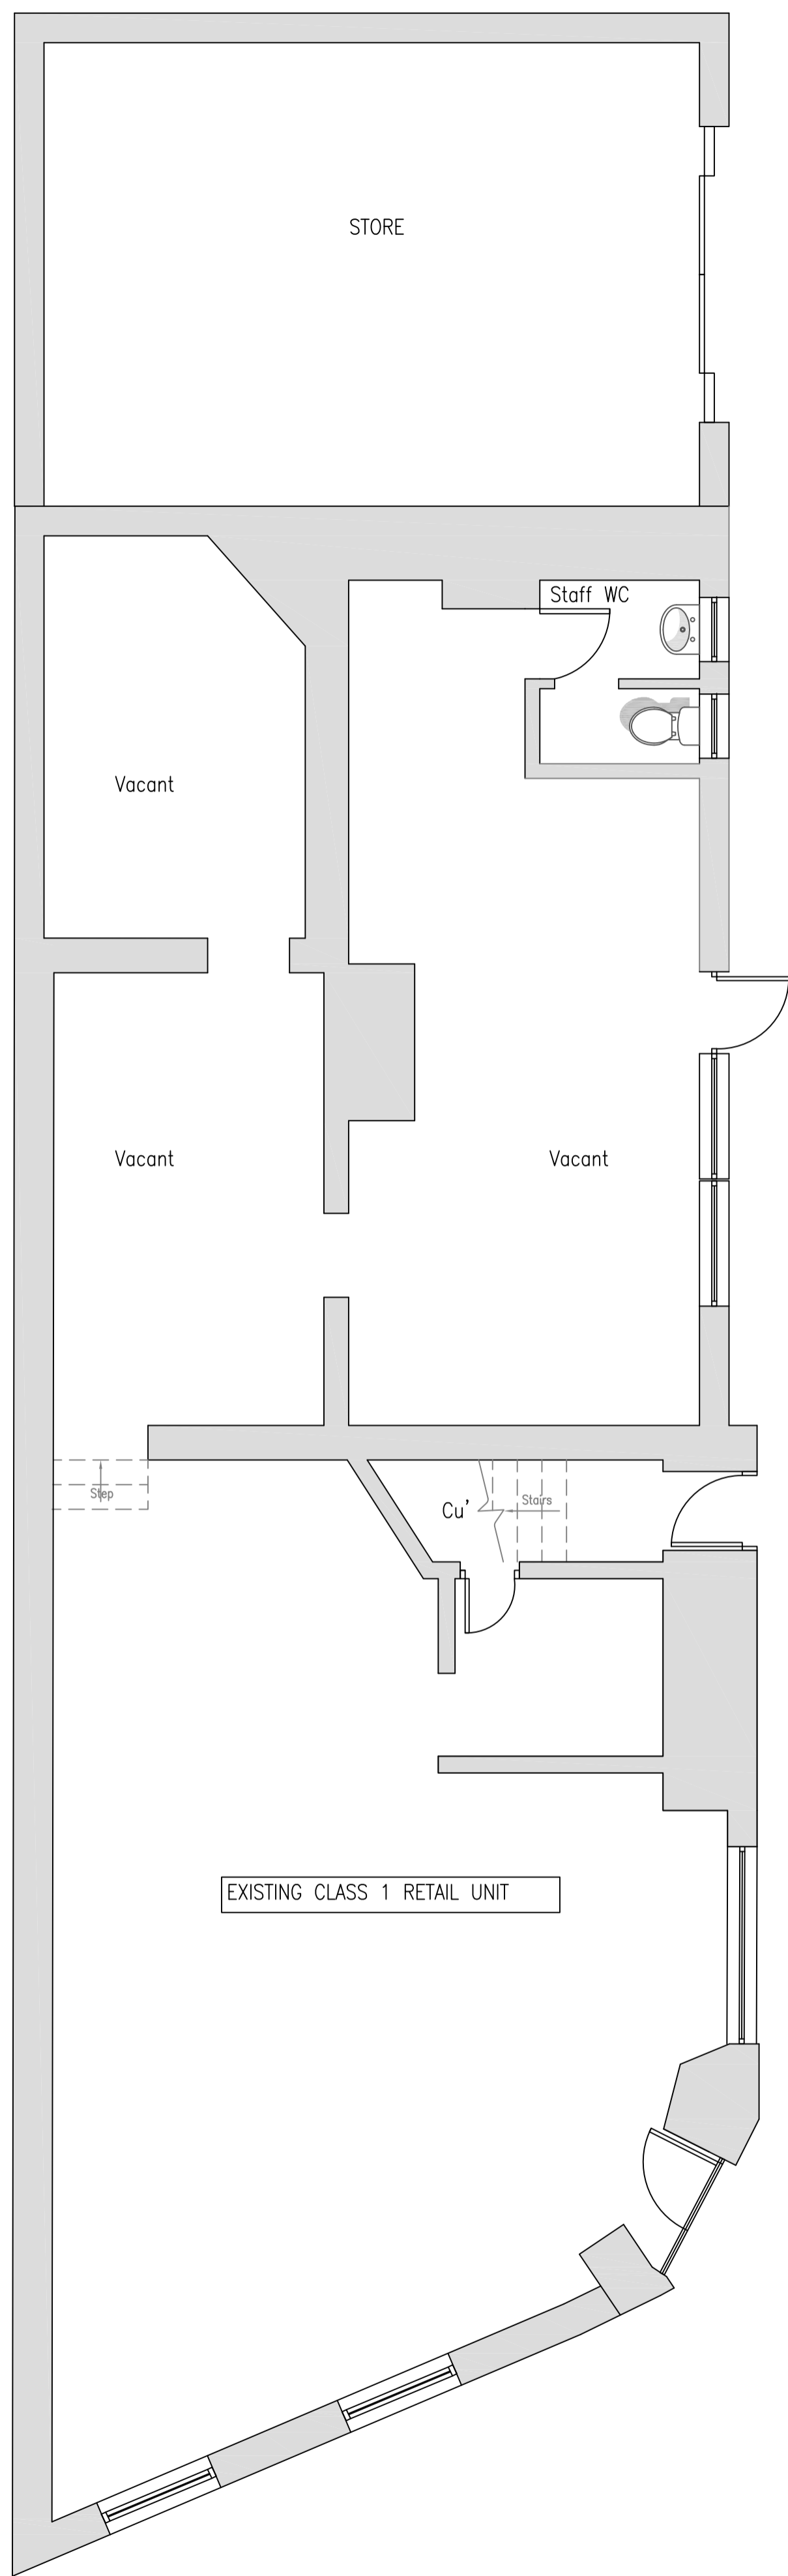 STORE
Staff WC
Vacant
Vacant
Vacant
Step
Cu'
Stairs
EXISTING CLASS 1 RETAIL UNIT